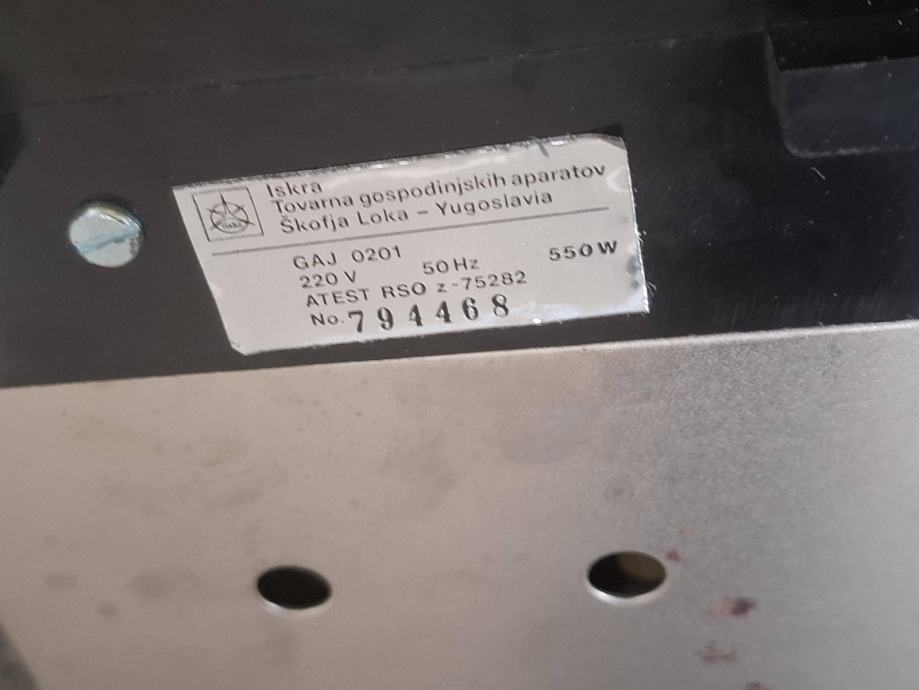 Iskra
Tovarna gospodinjskih aparatov
Škofja Loka – Yugoslavia
GAJ 0201
220 V 50 Hz 550 W
ATEST RSO z-75282
No. 794468